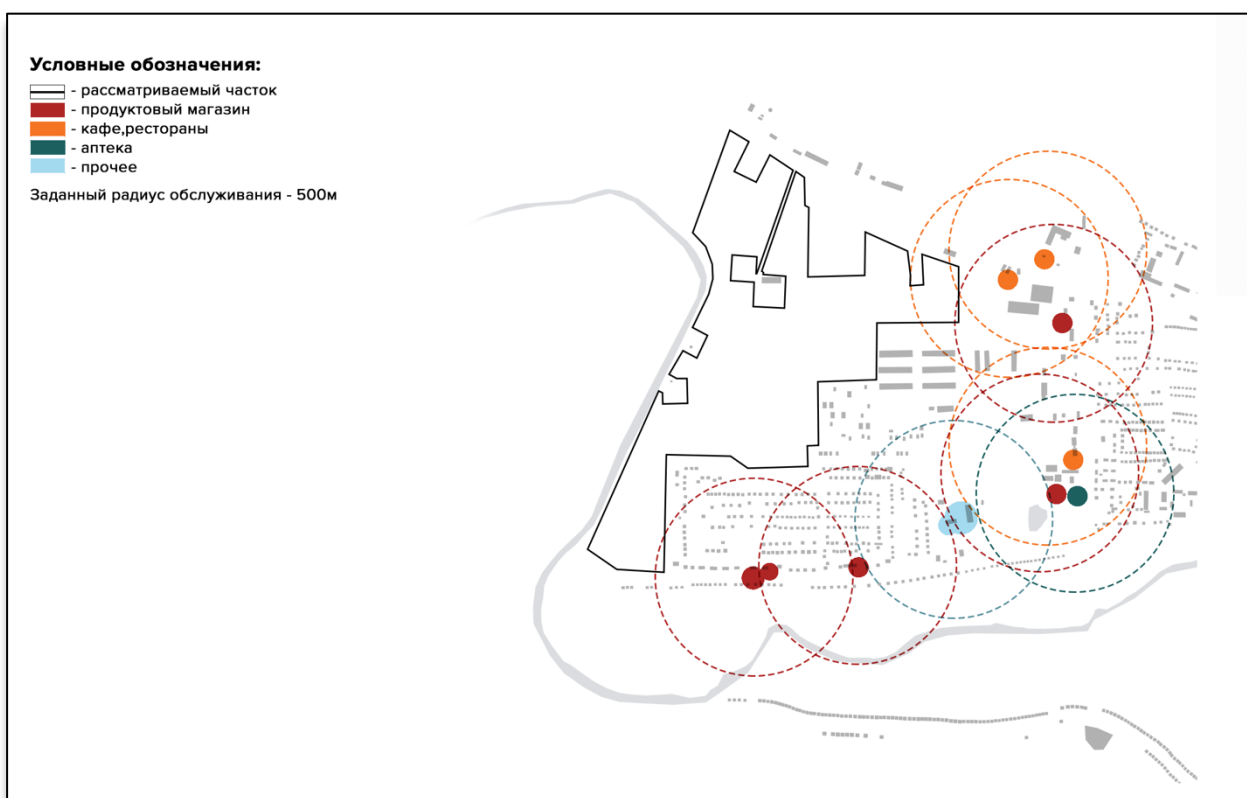 Условные обозначения:
- рассматриваемый часток
- продуктовый магазин
- кафе,рестораны
- аптека
- прочее
Заданный радиус обслуживания - 500м